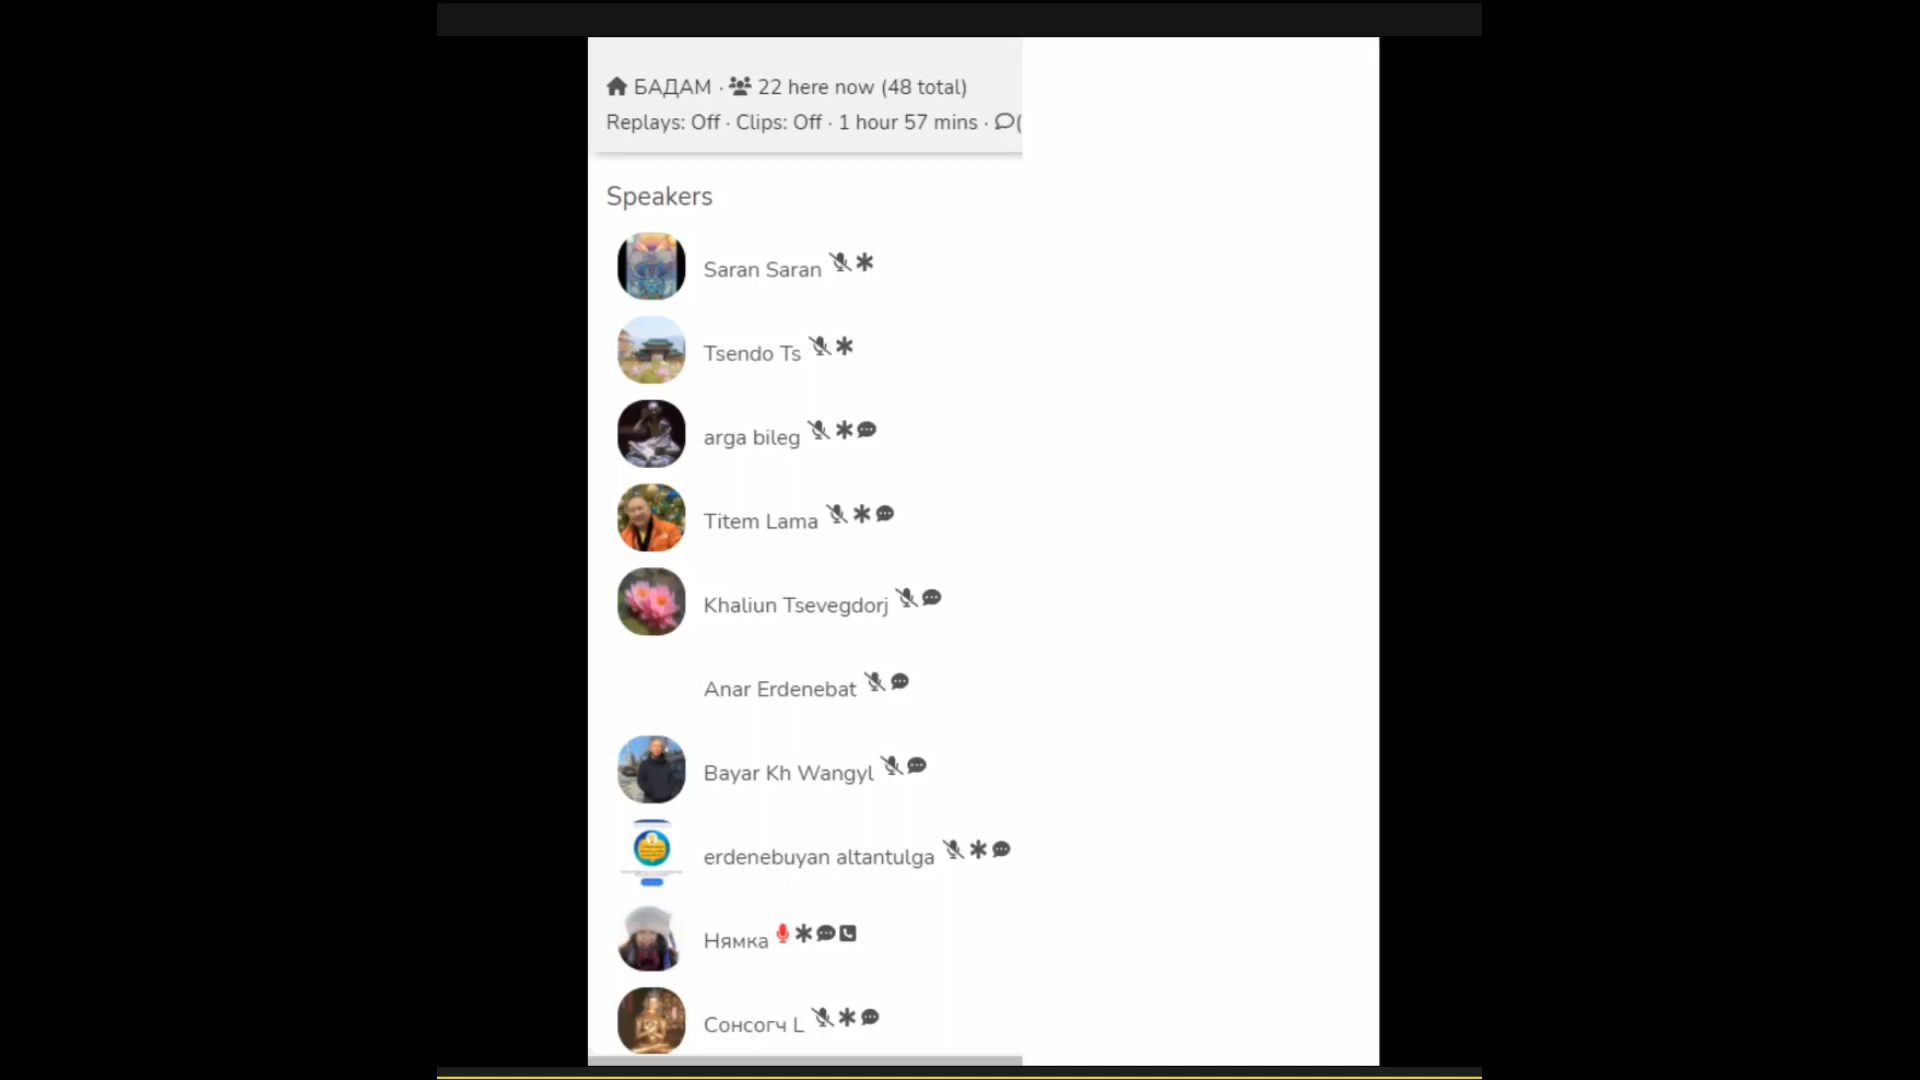 БАДАМ · 22 here now (48 total)
Replays: Off · Clips: Off · 1 hour 57 mins · (
Speakers
Saran Saran
Tsendo Ts
arga bileg
Titem Lama
Khaliun Tsevegdorj
Anar Erdenebat
Bayar Kh Wangyl
erdenebuyan altantulga
Нямка
Сонсогч L